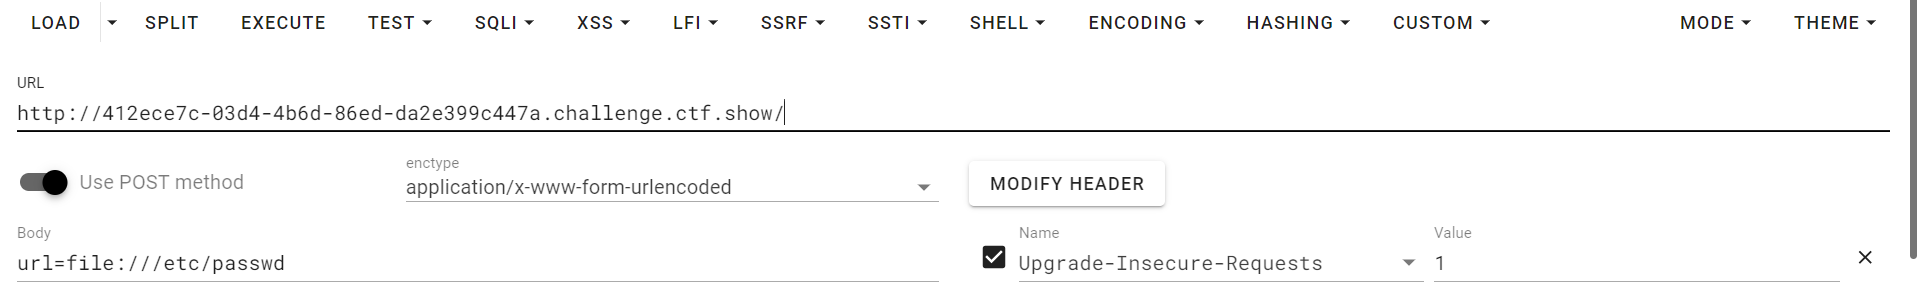 LOAD SPLIT EXECUTE TEST SQLI XSS LFI SSRF SSTI SHELL ENCODING HASHING CUSTOM MODE THEME
URL
http://412ece7c-03d4-4b6d-86ed-da2e399c447a.challenge.ctf.show/
Use POST method
enctype
application/x-www-form-urlencoded
MODIFY HEADER
Body
url=file:///etc/passwd
Name
Upgrade-Insecure-Requests
Value
1